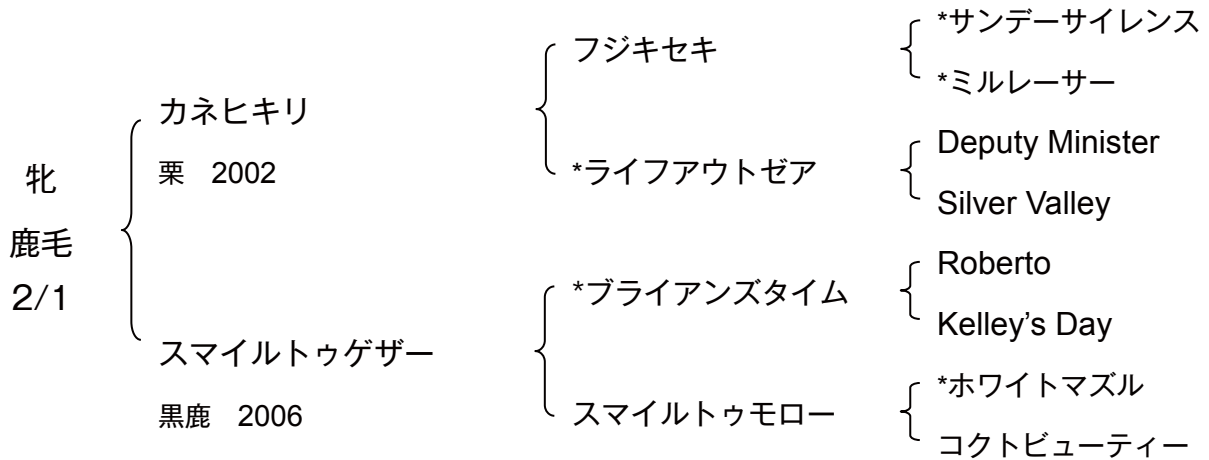 牝
鹿毛
2/1
カネヒキリ
栗 2002
スマイルトゥゲザー
黒鹿 2006
フジキセキ
*ライフアウトゼア
*ブライアンズタイム
スマイルトゥモロー
*サンデーサイレンス
*ミルレーサー
Deputy Minister
Silver Valley
Roberto
Kelley’s Day
*ホワイトマズル
コクトビューティー